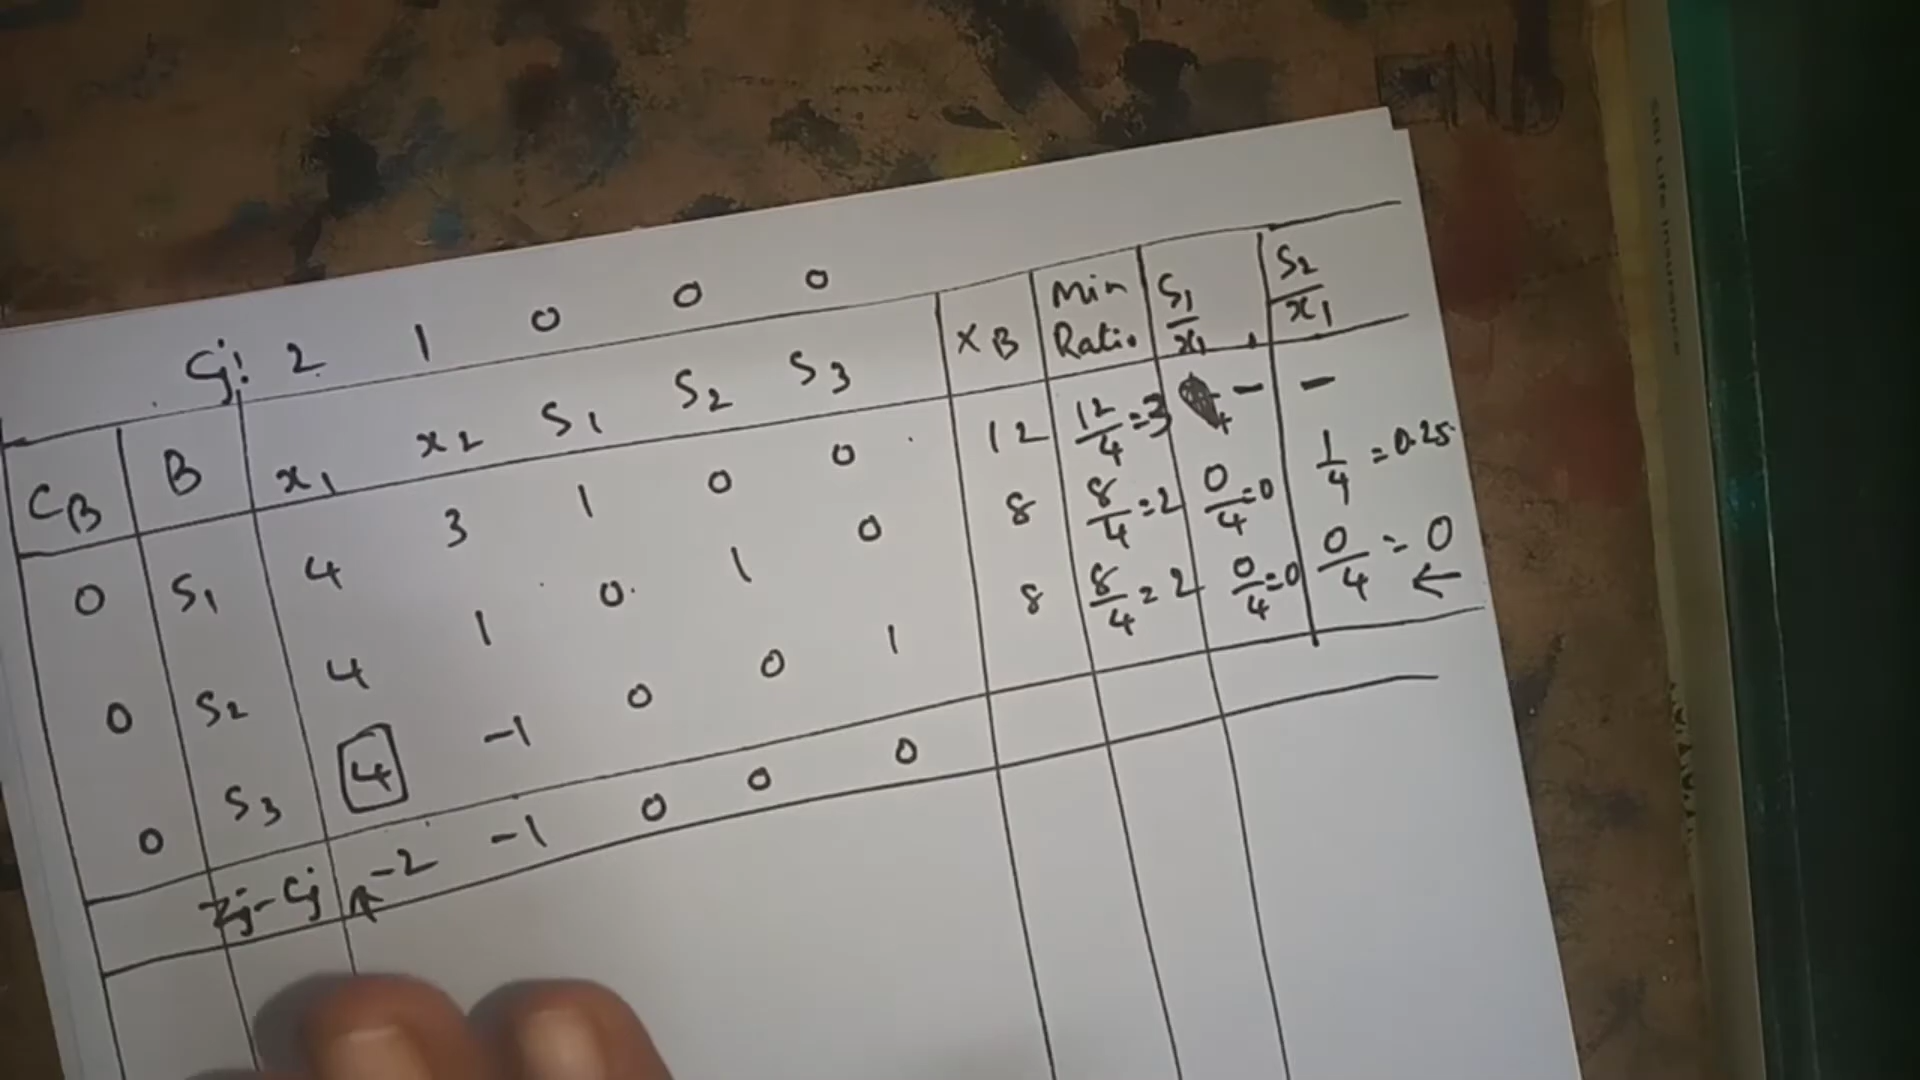 Cj: 2 1 0 0 0
CB B x1 x2 S1 S2 S3 XB Min Ratio S1/x1 S2/x1
0 S1 4 3 1 0 0 12 12/4=3 - -
0 S2 4 1 0 1 0 8 8/4=2 0/4=0 1/4=0.25
0 S3 4 -1 0 0 1 8 8/4=2 0/4=0 0/4=0 ←
Zj-Cj ↑-2 -1 0 0 0